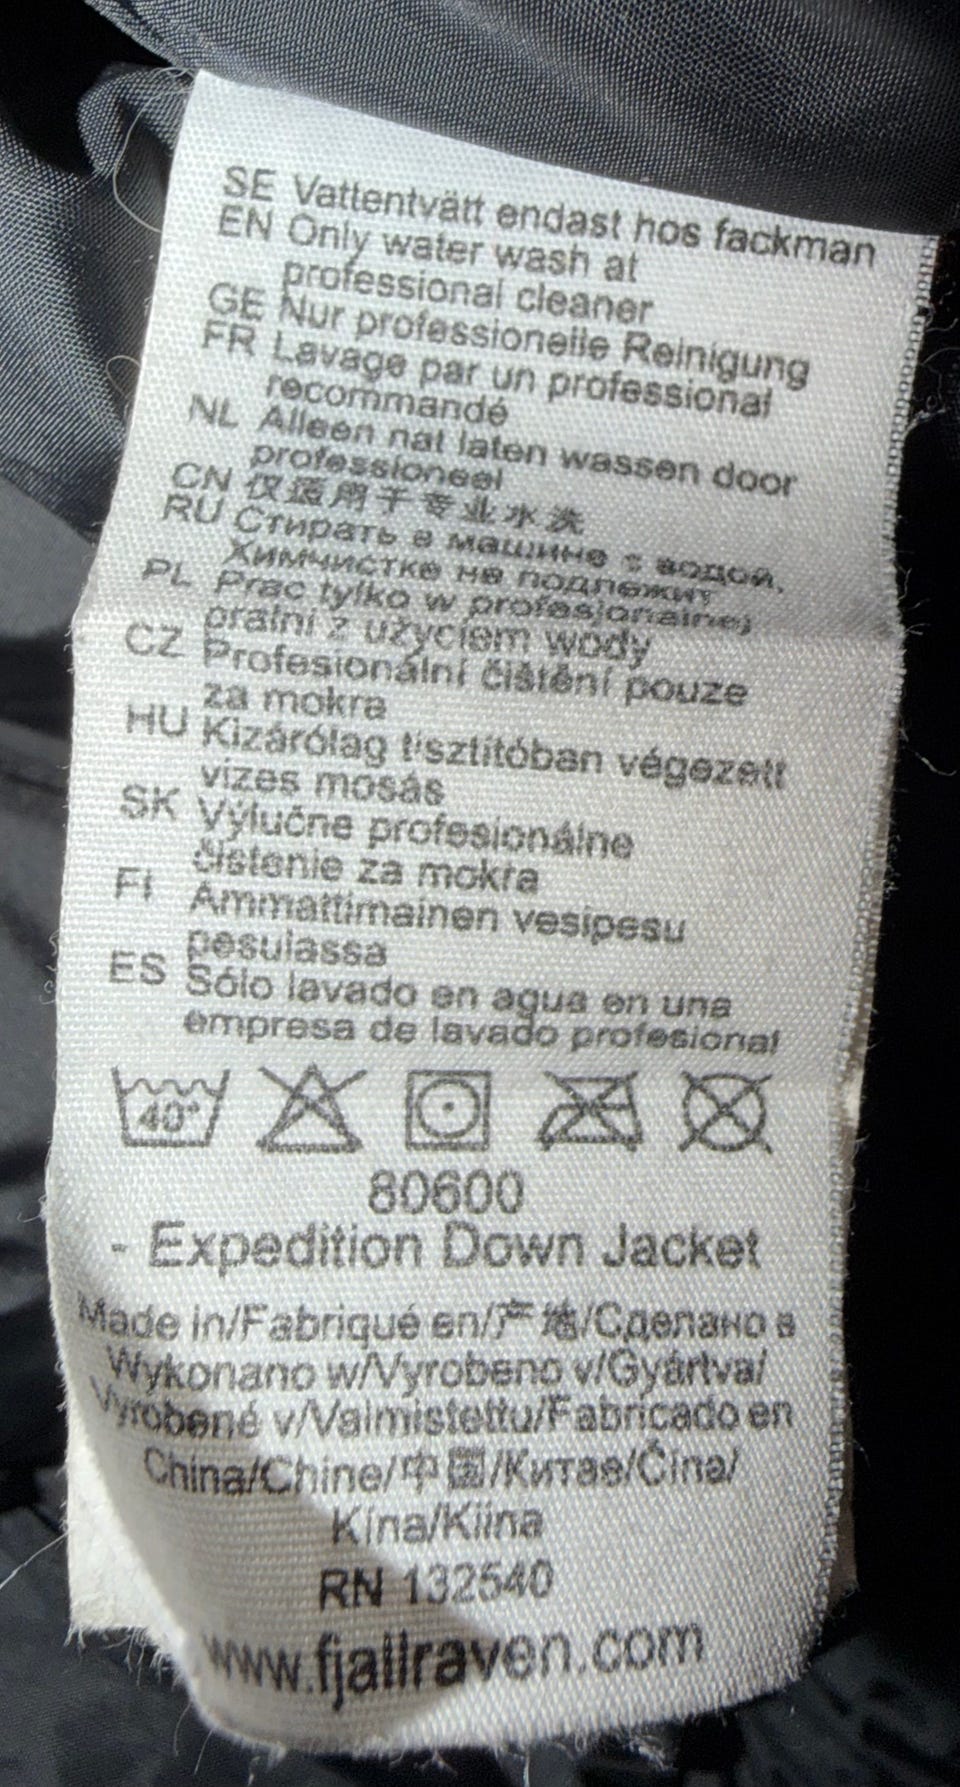 SE Vattentvätt endast hos fackman
EN Only water wash at
professional cleaner
GE Nur professionelle Reinigung
FR Lavage par un professional
recommandé
NL Alleen nat laten wassen door
professioneel
CN 仅适用于专业水洗
RU Стирать в машине с водой.
Химчистке не подлежит
PL Prac tylko w profesjonalnej
pralni z użyciem wody
CZ Profesionální čištění pouze
za mokra
HU Kizárólag tisztítóban végezett
vizes mosás
SK Výlučne profesionálne
čistenie za mokra
FI Ammattimainen vesipesu
pesulassa
ES Sólo lavado en agua en una
empresa de lavado profesional
40°
80600
- Expedition Down Jacket
Made in/Fabriqué en/产地/Сделано в
Wykonano w/Vyrobeno v/Gyártva/
Vyrobené v/Valmistettu/Fabricado en
China/Chine/中国/Китае/Čína/
Kína/Kiina
RN 132540
www.fjallraven.com